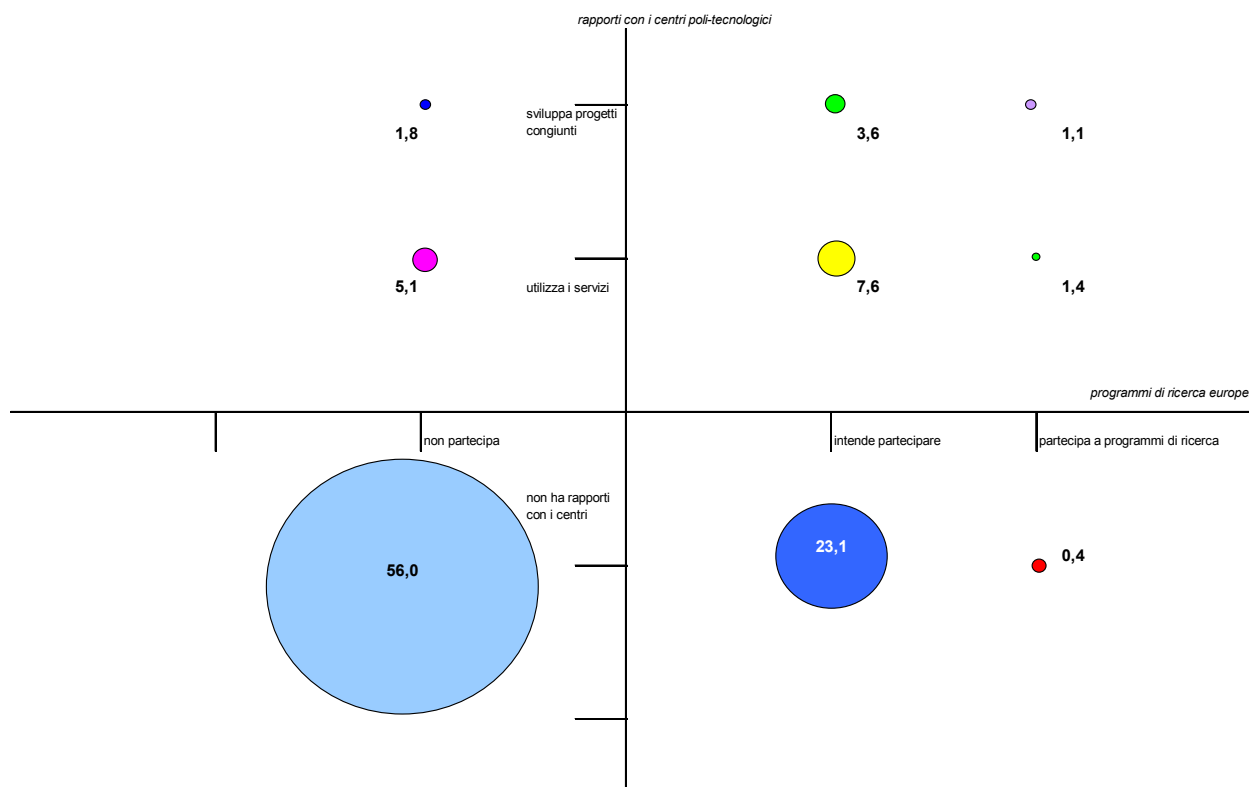 rapporti con i centri poli-tecnologici
sviluppa progetti
congiunti
1,8
3,6
1,1
5,1
utilizza i servizi
7,6
1,4
programmi di ricerca europe
non partecipa
intende partecipare
partecipa a programmi di ricerca
non ha rapporti
con i centri
56,0
23,1
0,4